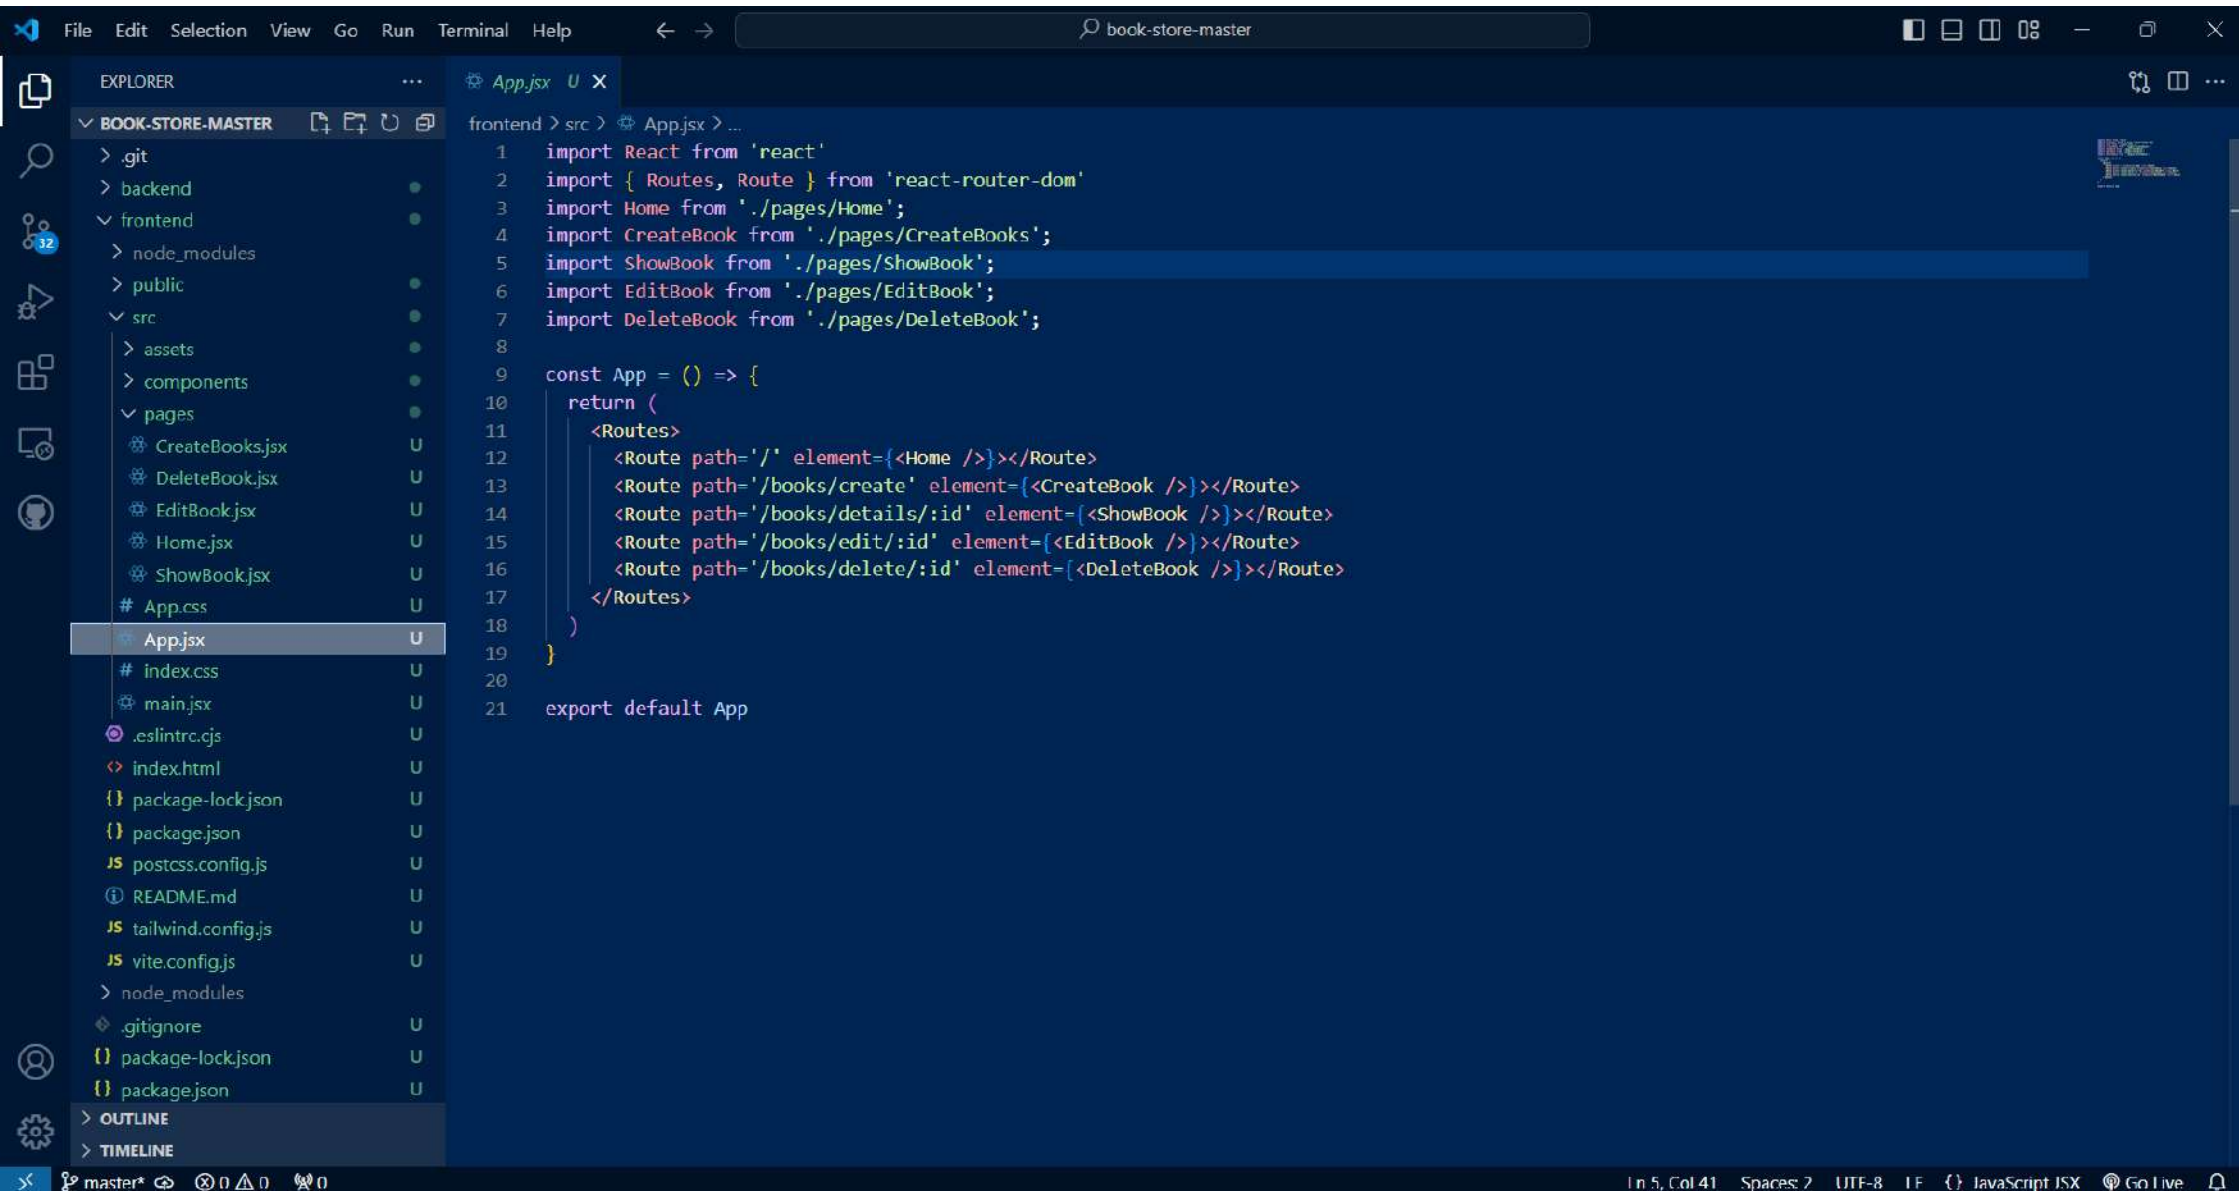 File Edit Selection View Go Run Terminal Help
book-store-master
EXPLORER
BOOK-STORE-MASTER
.git
backend
frontend
node_modules
public
src
assets
components
pages
CreateBooks.jsx U
DeleteBook.jsx U
EditBook.jsx U
Home.jsx U
ShowBook.jsx U
# App.css U
App.jsx U
# index.css U
main.jsx U
.eslintrc.cjs U
<> index.html U
{} package-lock.json U
{} package.json U
JS postcss.config.js U
README.md U
JS tailwind.config.js U
JS vite.config.js U
node_modules
.gitignore U
{} package-lock.json U
{} package.json U
OUTLINE
TIMELINE
32
App.jsx U
frontend > src > App.jsx > ...
1 import React from 'react'
2 import { Routes, Route } from 'react-router-dom'
3 import Home from './pages/Home';
4 import CreateBook from './pages/CreateBooks';
5 import ShowBook from './pages/ShowBook';
6 import EditBook from './pages/EditBook';
7 import DeleteBook from './pages/DeleteBook';
8
9 const App = () => {
10 return (
11 <Routes>
12 <Route path='/' element={<Home />}></Route>
13 <Route path='/books/create' element={<CreateBook />}></Route>
14 <Route path='/books/details/:id' element={<ShowBook />}></Route>
15 <Route path='/books/edit/:id' element={<EditBook />}></Route>
16 <Route path='/books/delete/:id' element={<DeleteBook />}></Route>
17 </Routes>
18 )
19 }
20
21 export default App
master* 0 0 0 Ln 5, Col 41 Spaces: 2 UTF-8 LF {} JavaScript JSX Go Live